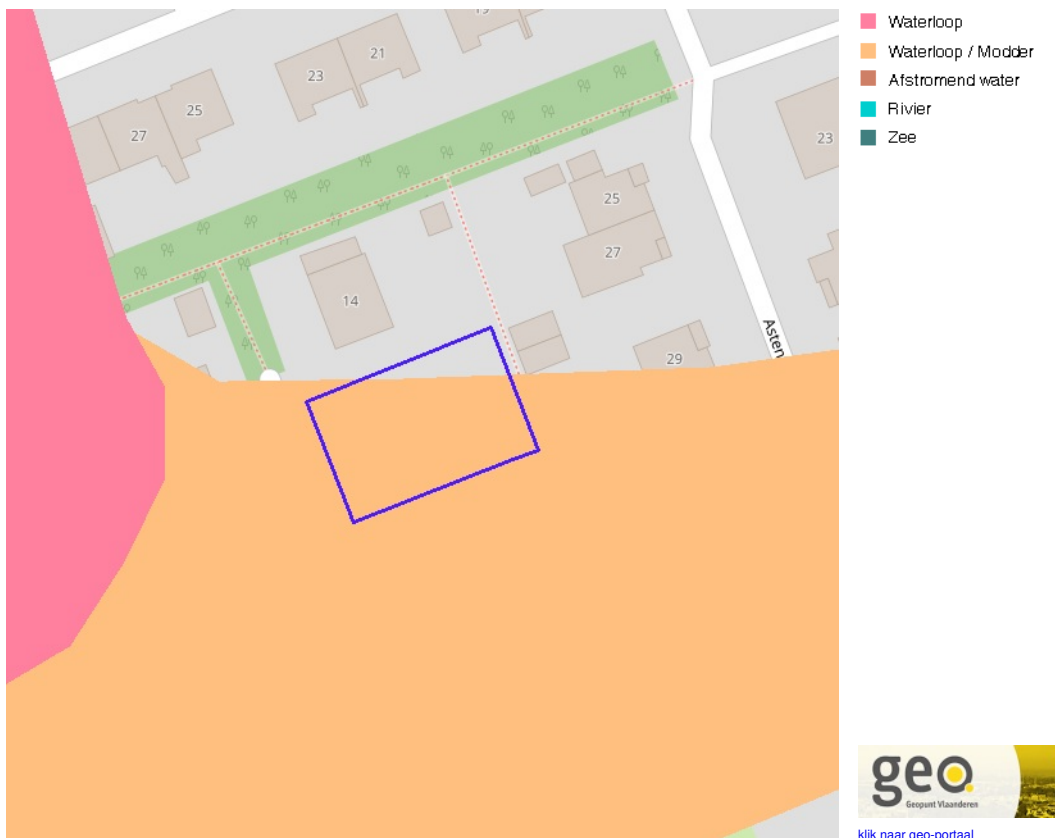 Waterloop
Waterloop / Modder
Afstromend water
Rivier
Zee
21
23
25
27
23
25
27
14
29
Asten
geo
Geopunt Vlaanderen
klik naar geo-portaal